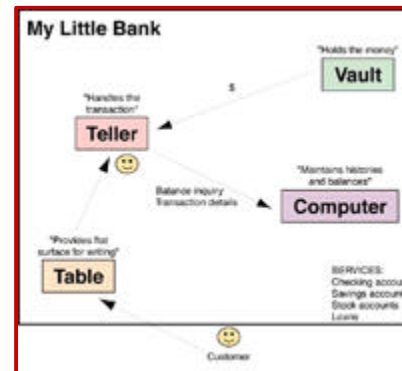 My Little Bank
"Holds the money"
Vault
$
"Handles the
transaction"
Teller
Balance inquiry
Transaction details
"Maintains histories
and balances"
Computer
"Provides flat
surface for writing"
Table
SERVICES:
Checking accou
Savings accoun
Stock accounts
Loans
Customer